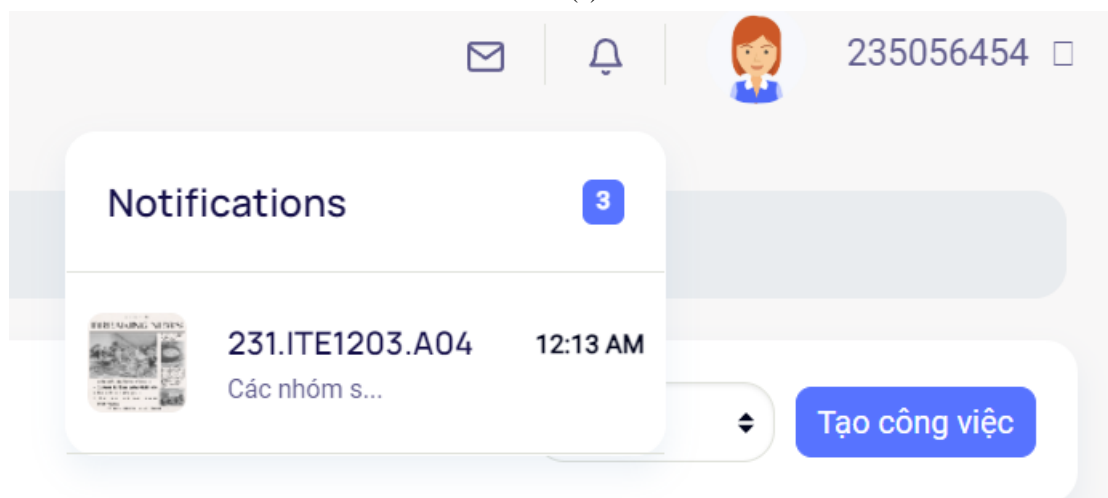 235056454
Notifications
3
231.ITE1203.A04
12:13 AM
Các nhóm s...
Tạo công việc